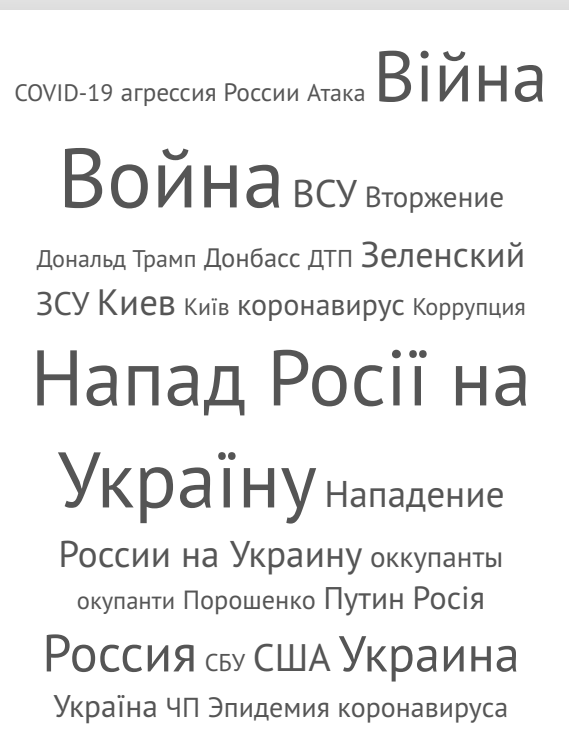 COVID-19 агрессия России Атака Війна
Война ВСУ Вторжение
Дональд Трамп Донбасс ДТП Зеленский
ЗСУ Киев Київ коронавирус Коррупция
Напад Росії на
Україну Нападение
России на Украину оккупанты
окупанти Порошенко Путин Росія
Россия СБУ США Украина
Україна ЧП Эпидемия коронавируса